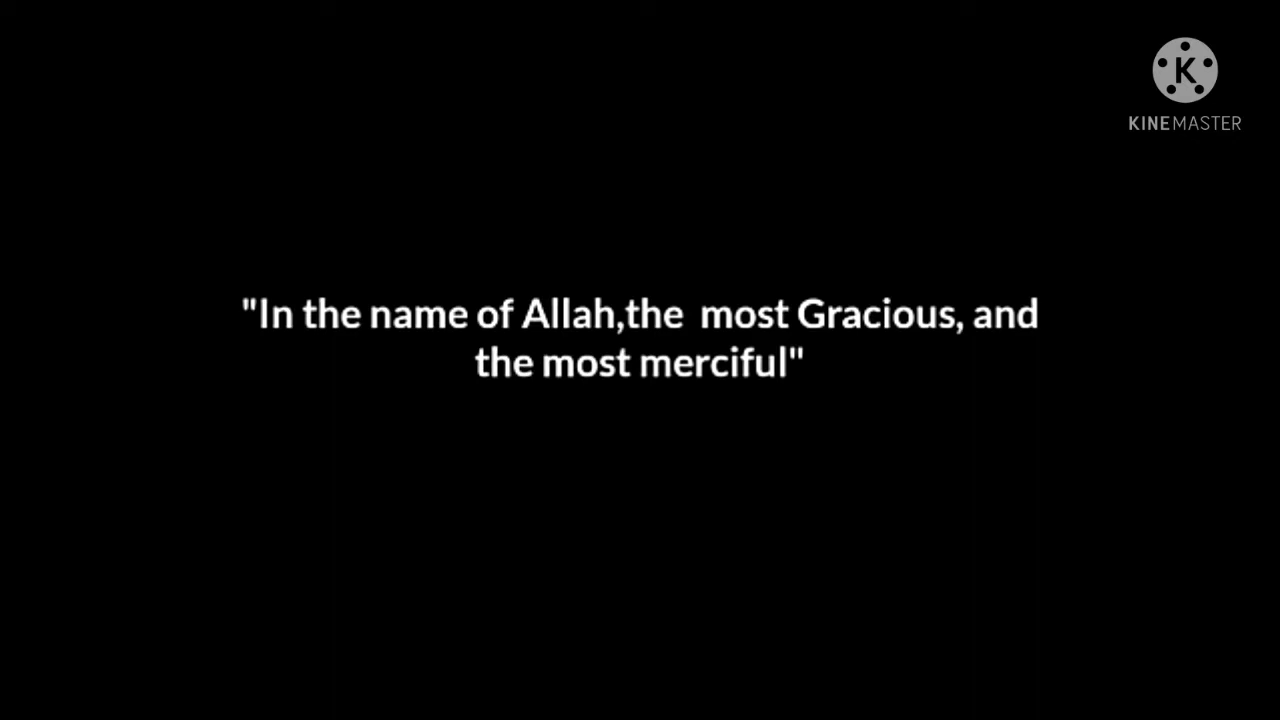 KINEMASTER
"In the name of Allah,the  most Gracious, and
the most merciful"